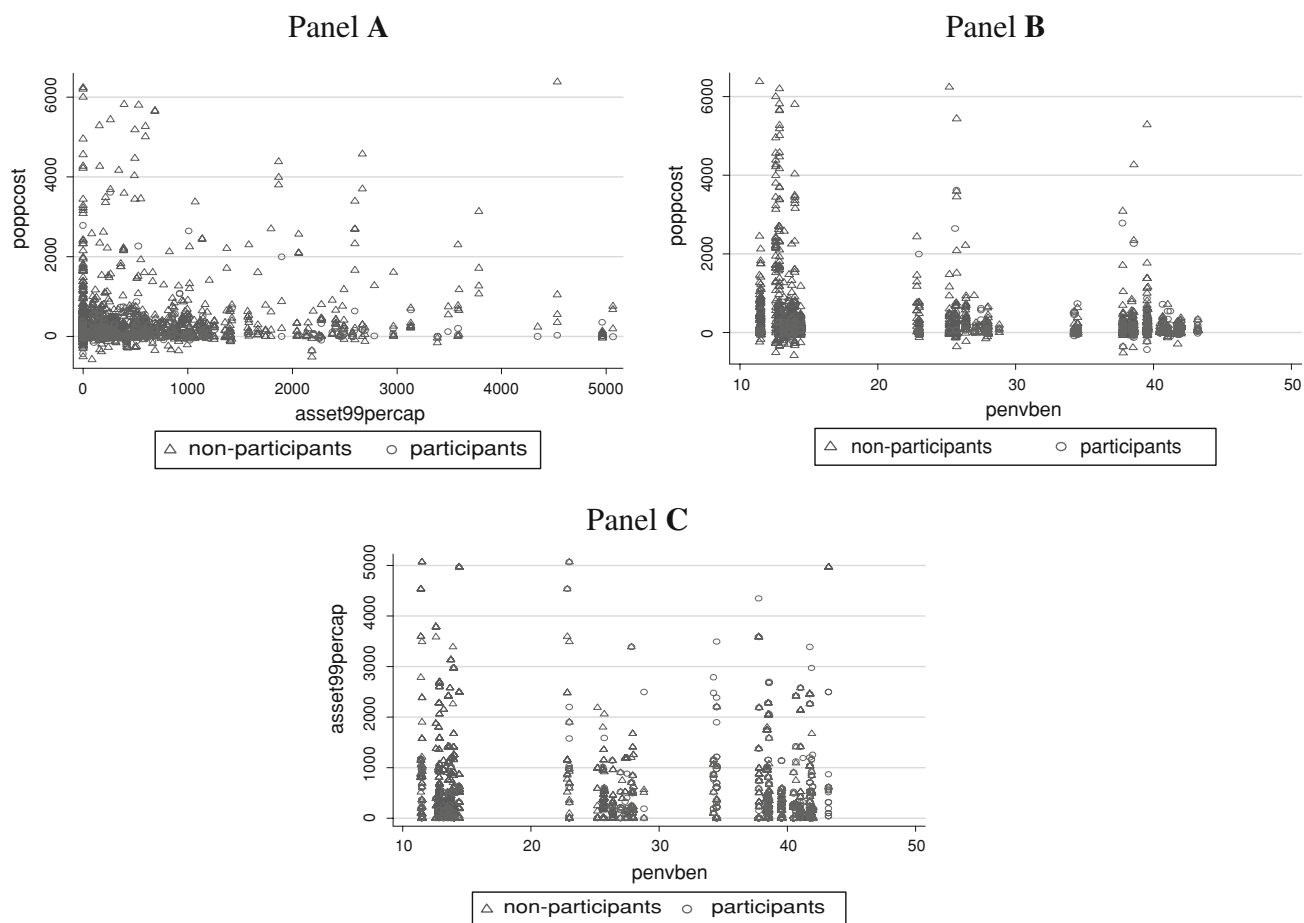 Panel A
Panel B
poppcost
6000
4000
2000
0
0 1000 2000 3000 4000 5000
asset99percap
non-participants participants
poppcost
6000
4000
2000
0
10 20 30 40 50
penvben
non-participants participants
Panel C
asset99percap
5000
4000
3000
2000
1000
0
10 20 30 40 50
penvben
non-participants participants